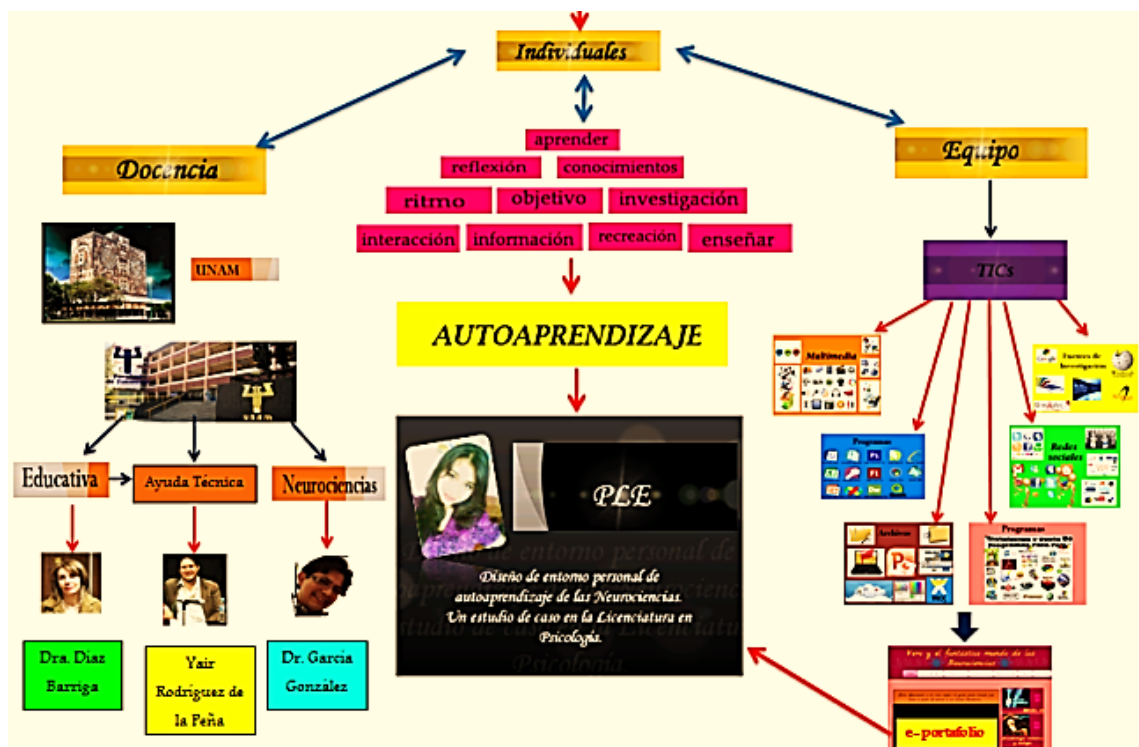 Individuales
Docencia
aprender
Equipo
reflexión conocimientos
ritmo objetivo investigación
interacción información recreación enseñar
UNAM
TICs
AUTOAPRENDIZAJE
Multimedia
Fuentes de
Investigación
Google
Programas
Redes
sociales
Educativa
Ayuda Técnica
Neurociencias
PLE
Archivos
Programas
Diseño de entorno personal de
autoaprendizaje de las Neurociencias.
Un estudio de caso en la Licenciatura en
Psicología.
Dra. Díaz
Barriga
Yair
Rodríguez de
la Peña
Dr. García
González
e-portafolio